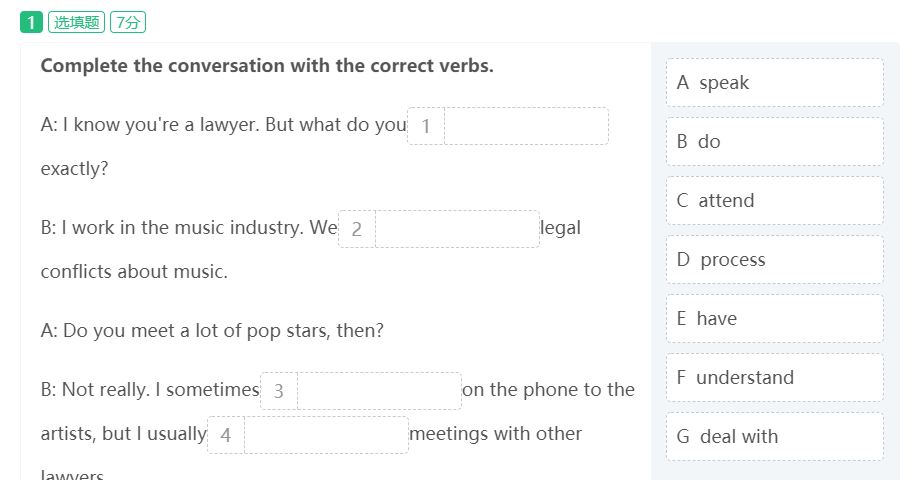 1 选填题 7分
Complete the conversation with the correct verbs.
A: I know you're a lawyer. But what do you 1
exactly?
B: I work in the music industry. We 2 legal
conflicts about music.
A: Do you meet a lot of pop stars, then?
B: Not really. I sometimes 3 on the phone to the
artists, but I usually 4 meetings with other
lawyers
A speak
B do
C attend
D process
E have
F understand
G deal with